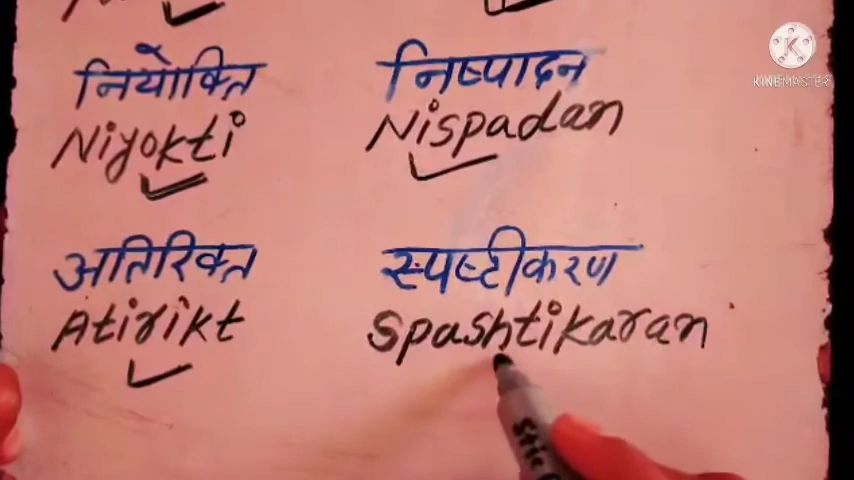 नियोक्ति निष्पादन
Niyokti Nispadan
अतिरिक्त स्पष्टीकरण
Atirikt Spashtikaran
KINEMASTER